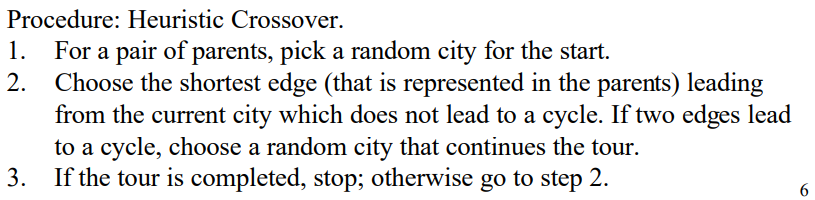 Procedure: Heuristic Crossover.
1. For a pair of parents, pick a random city for the start.
2. Choose the shortest edge (that is represented in the parents) leading
from the current city which does not lead to a cycle. If two edges lead
to a cycle, choose a random city that continues the tour.
3. If the tour is completed, stop; otherwise go to step 2.
6